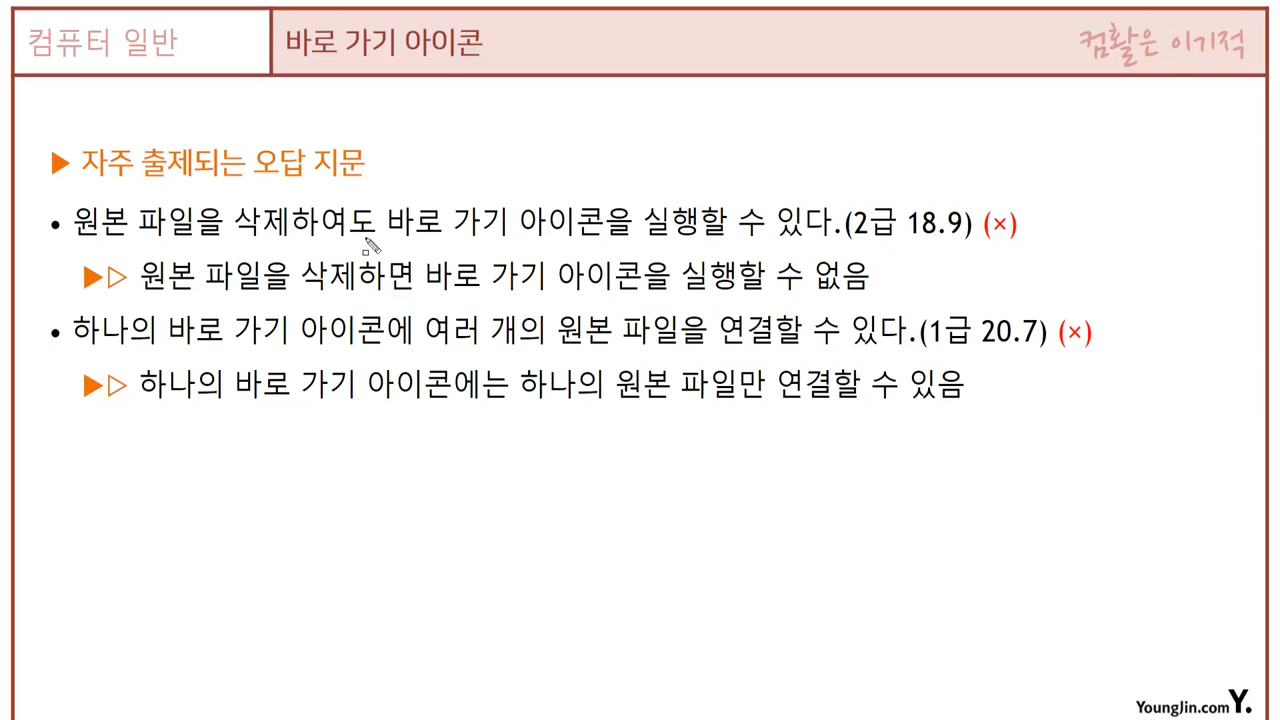 컴퓨터 일반
바로 가기 아이콘
컴활은 이기적
▶ 자주 출제되는 오답 지문
• 원본 파일을 삭제하여도 바로 가기 아이콘을 실행할 수 있다.(2급 18.9) (×)
▶▷ 원본 파일을 삭제하면 바로 가기 아이콘을 실행할 수 없음
• 하나의 바로 가기 아이콘에 여러 개의 원본 파일을 연결할 수 있다.(1급 20.7) (×)
▶▷ 하나의 바로 가기 아이콘에는 하나의 원본 파일만 연결할 수 있음
YoungJin.com Y.